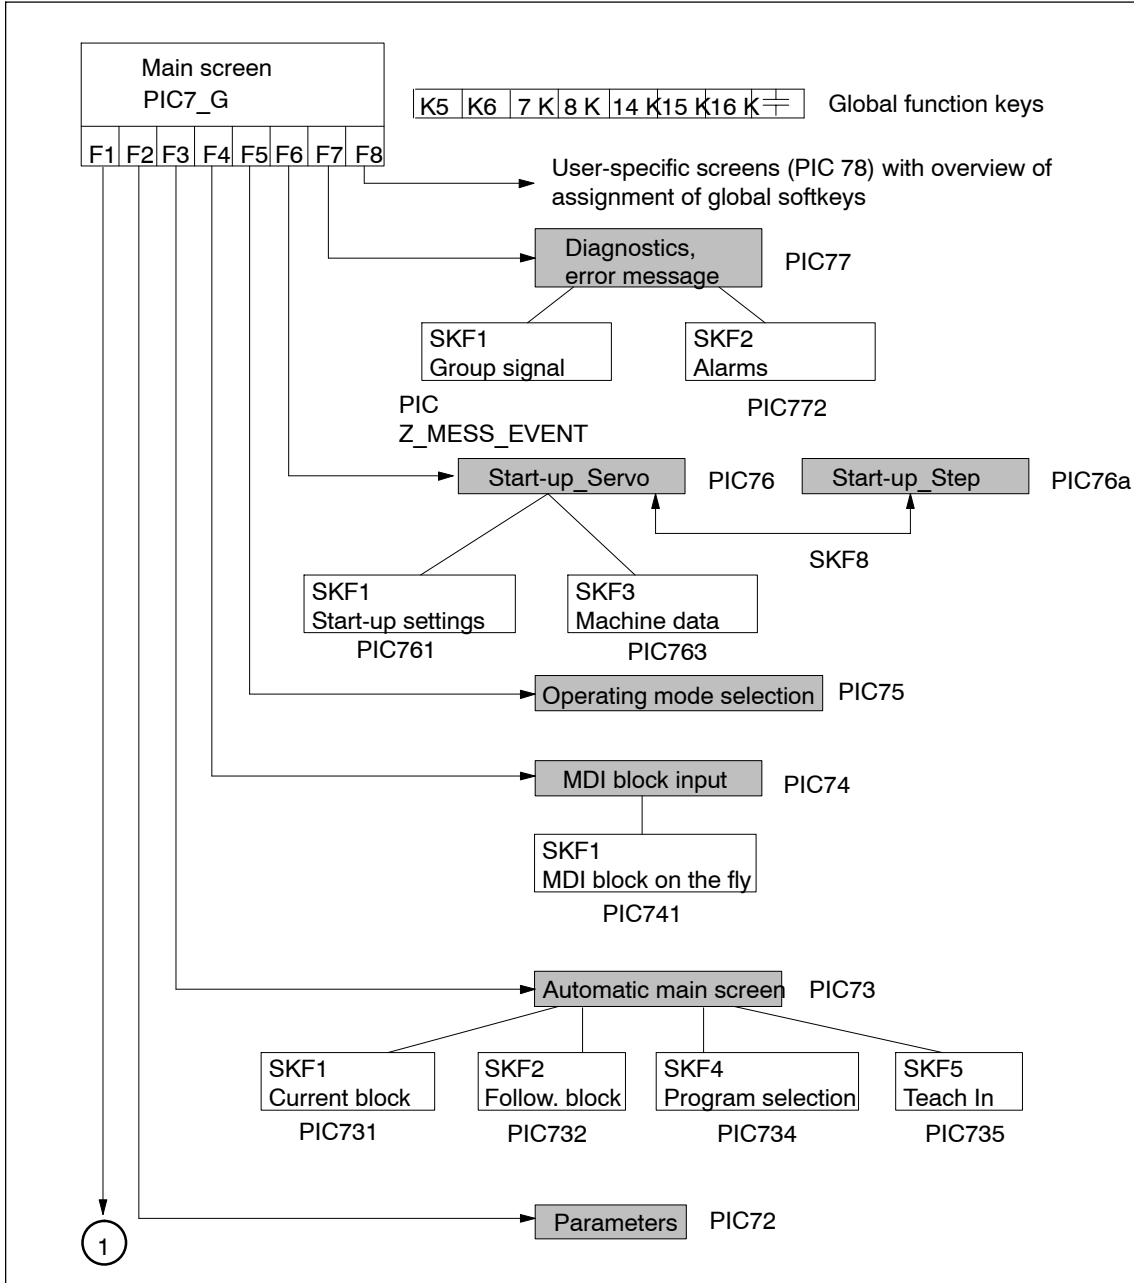 Main screen
PIC7_G
K5 K6 7 K 8 K 14 K 15 K 16 K
Global function keys
F1 F2 F3 F4 F5 F6 F7 F8
User-specific screens (PIC 78) with overview of
assignment of global softkeys
Diagnostics,
error message
PIC77
SKF1
Group signal
SKF2
Alarms
PIC
Z_MESS_EVENT
PIC772
Start-up_Servo
PIC76
Start-up_Step
PIC76a
SKF8
SKF1
Start-up settings
PIC761
SKF3
Machine data
PIC763
Operating mode selection
PIC75
MDI block input
PIC74
SKF1
MDI block on the fly
PIC741
Automatic main screen
PIC73
SKF1
Current block
PIC731
SKF2
Follow. block
PIC732
SKF4
Program selection
PIC734
SKF5
Teach In
PIC735
Parameters
PIC72
1